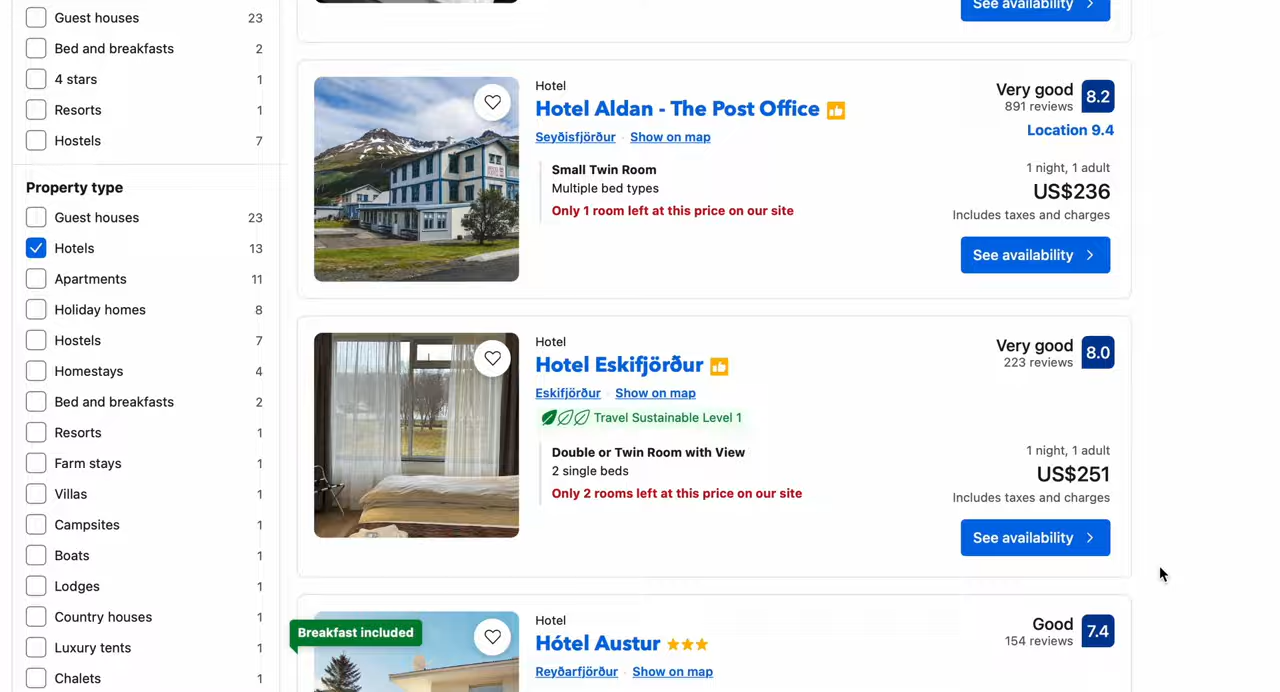 Guest houses 23
Bed and breakfasts 2
4 stars 1
Resorts 1
Hostels 7
Property type
Guest houses 23
Hotels 13
Apartments 11
Holiday homes 8
Hostels 7
Homestays 4
Bed and breakfasts 2
Resorts 1
Farm stays 1
Villas 1
Campsites 1
Boats 1
Lodges 1
Country houses 1
Luxury tents 1
Chalets 1
See availability
Hotel
Hotel Aldan - The Post Office
Seyðisfjörður
Show on map
Small Twin Room
Multiple bed types
Only 1 room left at this price on our site
Very good 8.2
891 reviews
Location 9.4
1 night, 1 adult
US$236
Includes taxes and charges
See availability
Hotel
Hotel Eskifjörður
Eskifjörður
Show on map
Travel Sustainable Level 1
Double or Twin Room with View
2 single beds
Only 2 rooms left at this price on our site
Very good 8.0
223 reviews
1 night, 1 adult
US$251
Includes taxes and charges
See availability
Breakfast included
Hotel
Hótel Austur
Reyðarfjörður
Show on map
Good 7.4
154 reviews